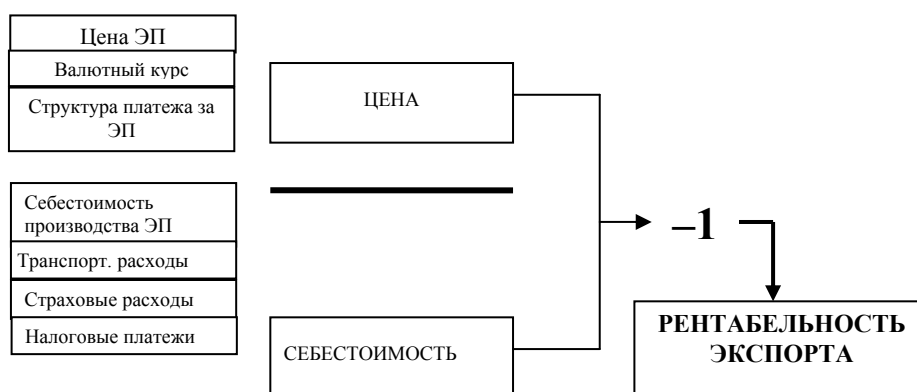 Цена ЭП
Валютный курс
Структура платежа за
ЭП
ЦЕНА
Себестоимость
производства ЭП
Транспорт. расходы
Страховые расходы
Налоговые платежи
СЕБЕСТОИМОСТЬ
–1
РЕНТАБЕЛЬНОСТЬ
ЭКСПОРТА